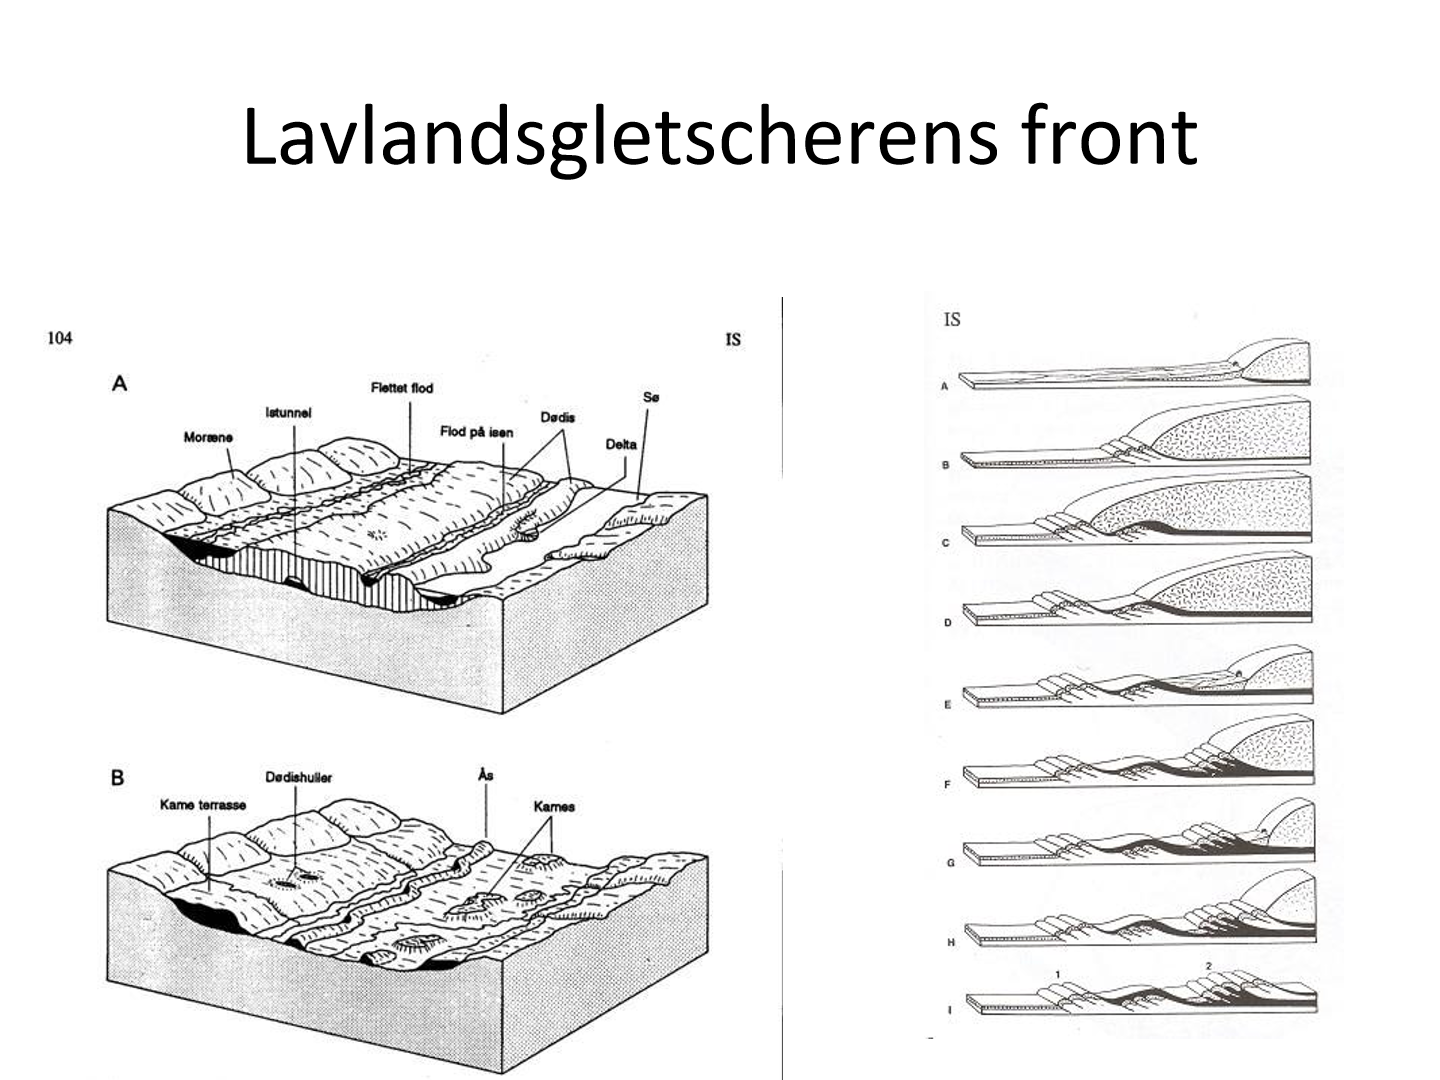 Lavlandsgletscherens front
104
IS
A
Flettet flod
Istunnel
Moræne
Flod på isen
Dødis
Delta
Sø
B
Dødishuller
Ås
Kame terrasse
Kames
IS
A
B
C
D
E
F
G
H
1
2
I